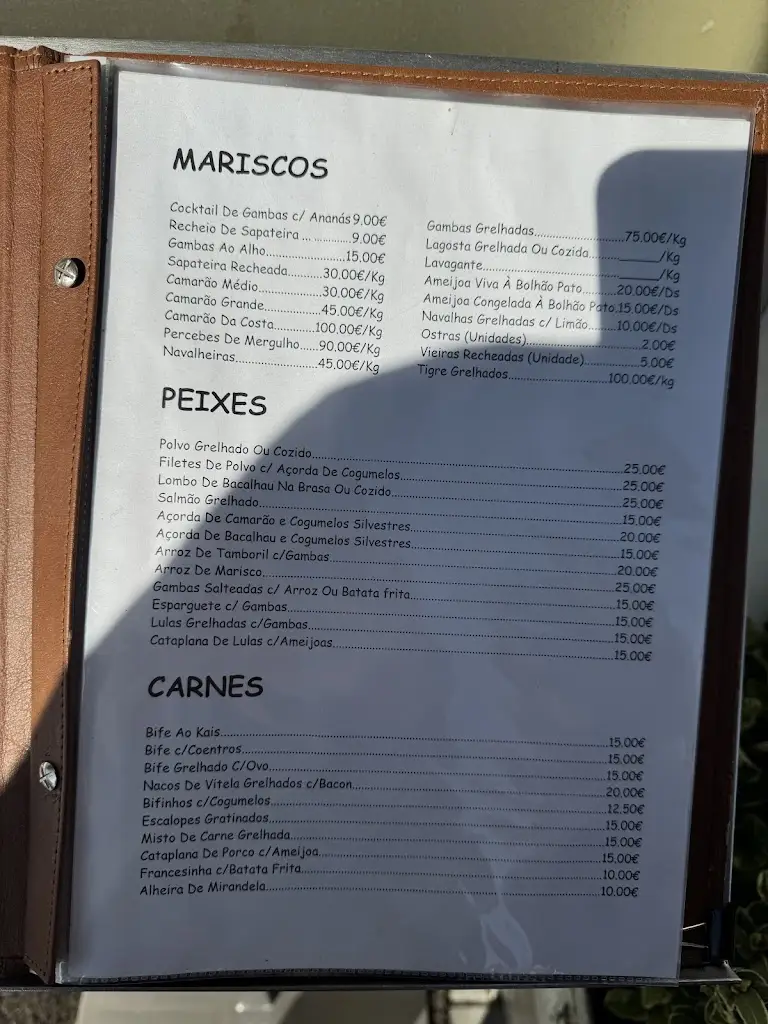 MARISCOS
Cocktail De Gambas c/ Ananás 9.00€
Recheio De Sapateira ... ............9.00€
Gambas Ao Alho......................15.00€
Sapateira Recheada.........30.00€/Kg
Camarão Médio................30.00€/Kg
Camarão Grande...............45.00€/Kg
Camarão Da Costa...........100.00€/Kg
Percebes De Mergulho.....90.00€/Kg
Navalheiras.....................45.00€/Kg
Gambas Grelhadas.......................75.00€/Kg
Lagosta Grelhada Ou Cozida........______/Kg
Lavagante...................................______/Kg
Ameijoa Viva À Bolhão Pato.........20.00€/Ds
Ameijoa Congelada À Bolhão Pato.15.00€/Ds
Navalhas Grelhadas c/ Limão.......10.00€/Ds
Ostras (Unidades)..............................2.00€
Vieiras Recheadas (Unidade)..............5.00€
Tigre Grelhados.........................100.00€/kg
PEIXES
Polvo Grelhado Ou Cozido................................25.00€
Filetes De Polvo c/ Açorda De Cogumelos................................25.00€
Lombo De Bacalhau Na Brasa Ou Cozido................................25.00€
Salmão Grelhado................................15.00€
Açorda De Camarão e Cogumelos Silvestres................................20.00€
Açorda De Bacalhau e Cogumelos Silvestres................................15.00€
Arroz De Tamboril c/Gambas................................20.00€
Arroz De Marisco................................25.00€
Gambas Salteadas c/ Arroz Ou Batata frita................................15.00€
Esparguete c/ Gambas................................15.00€
Lulas Grelhadas c/Gambas................................15.00€
Cataplana De Lulas c/Ameijoas................................15.00€
CARNES
Bife Ao Kais................................15.00€
Bife c/Coentros................................15.00€
Bife Grelhado C/Ovo................................15.00€
Nacos De Vitela Grelhados c/Bacon................................20.00€
Bifinhos c/Cogumelos................................12.50€
Escalopes Gratinados................................15.00€
Misto De Carne Grelhada................................15.00€
Cataplana De Porco c/Ameijoa................................15.00€
Francesinha c/Batata Frita................................10.00€
Alheira De Mirandela................................10.00€